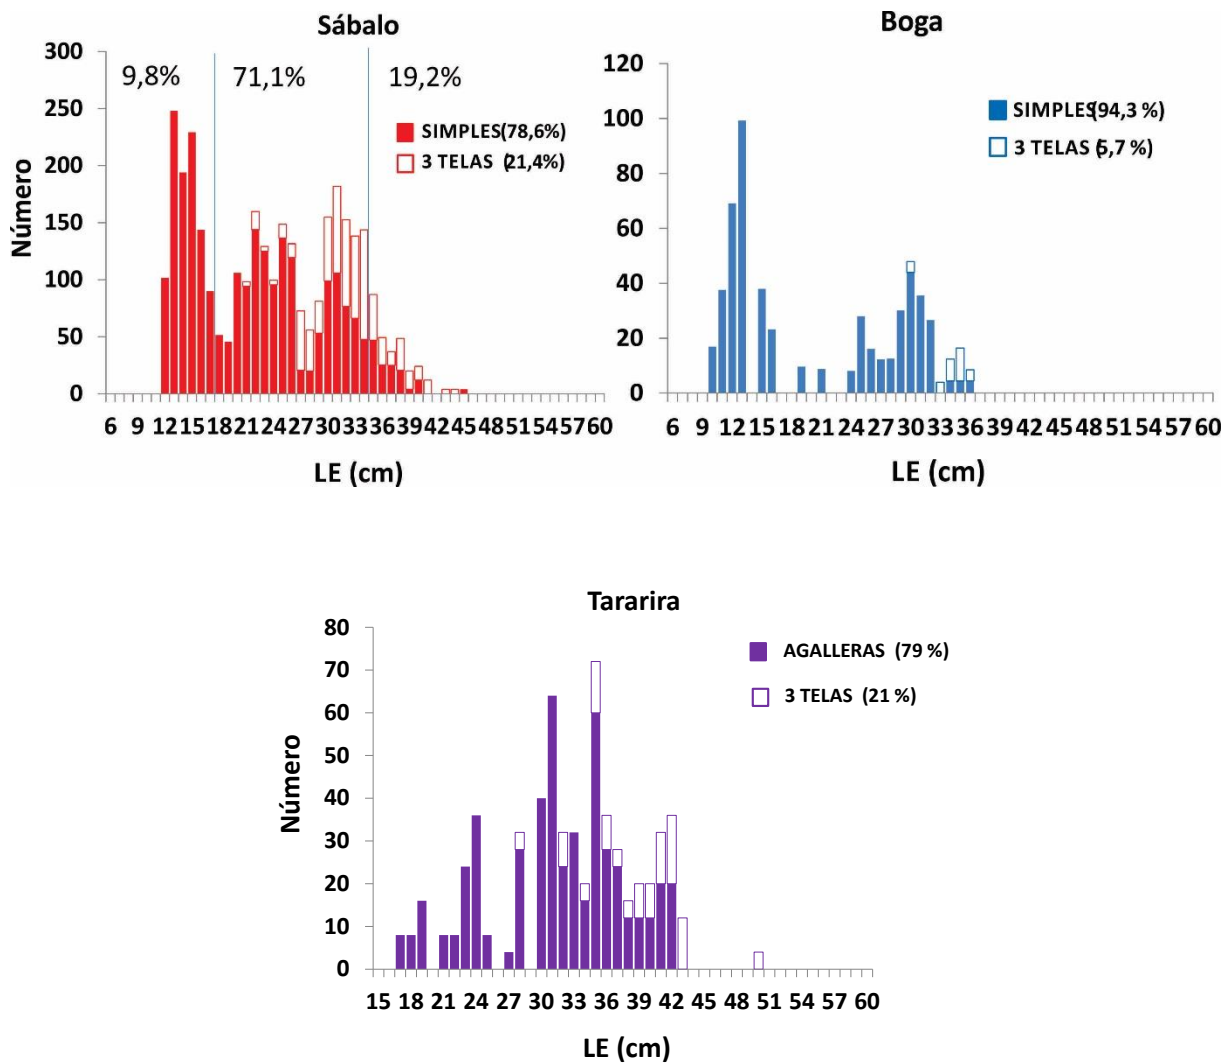 Sábalo
300
250
200
150
100
50
0
Número
9,8% 71,1% 19,2%
SIMPLES(78,6%)
3 TELAS (21,4%)
6 9 12 15 18 21 24 27 30 33 36 39 42 45 48 51 54 57 60
LE (cm)
Boga
120
100
80
60
40
20
0
SIMPLES(94,3 %)
3 TELAS (5,7 %)
6 9 12 15 18 21 24 27 30 33 36 39 42 45 48 51 54 57 60
LE (cm)
Tararira
80
70
60
50
40
30
20
10
0
Número
AGALLERAS (79 %)
3 TELAS (21 %)
15 18 21 24 27 30 33 36 39 42 45 48 51 54 57 60
LE (cm)